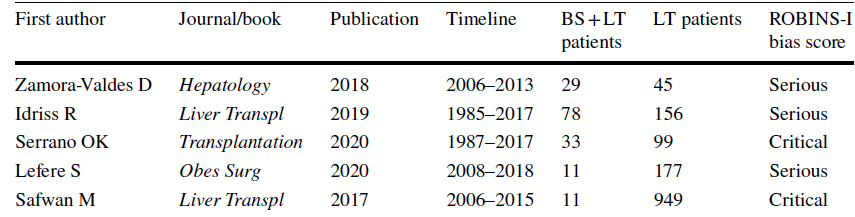 First author Journal/book Publication Timeline BS+LT patients LT patients ROBINS-I bias score
Zamora-Valdes D Hepatology 2018 2006–2013 29 45 Serious
Idriss R Liver Transpl 2019 1985–2017 78 156 Serious
Serrano OK Transplantation 2020 1987–2017 33 99 Critical
Lefere S Obes Surg 2020 2008–2018 11 177 Serious
Safwan M Liver Transpl 2017 2006–2015 11 949 Critical